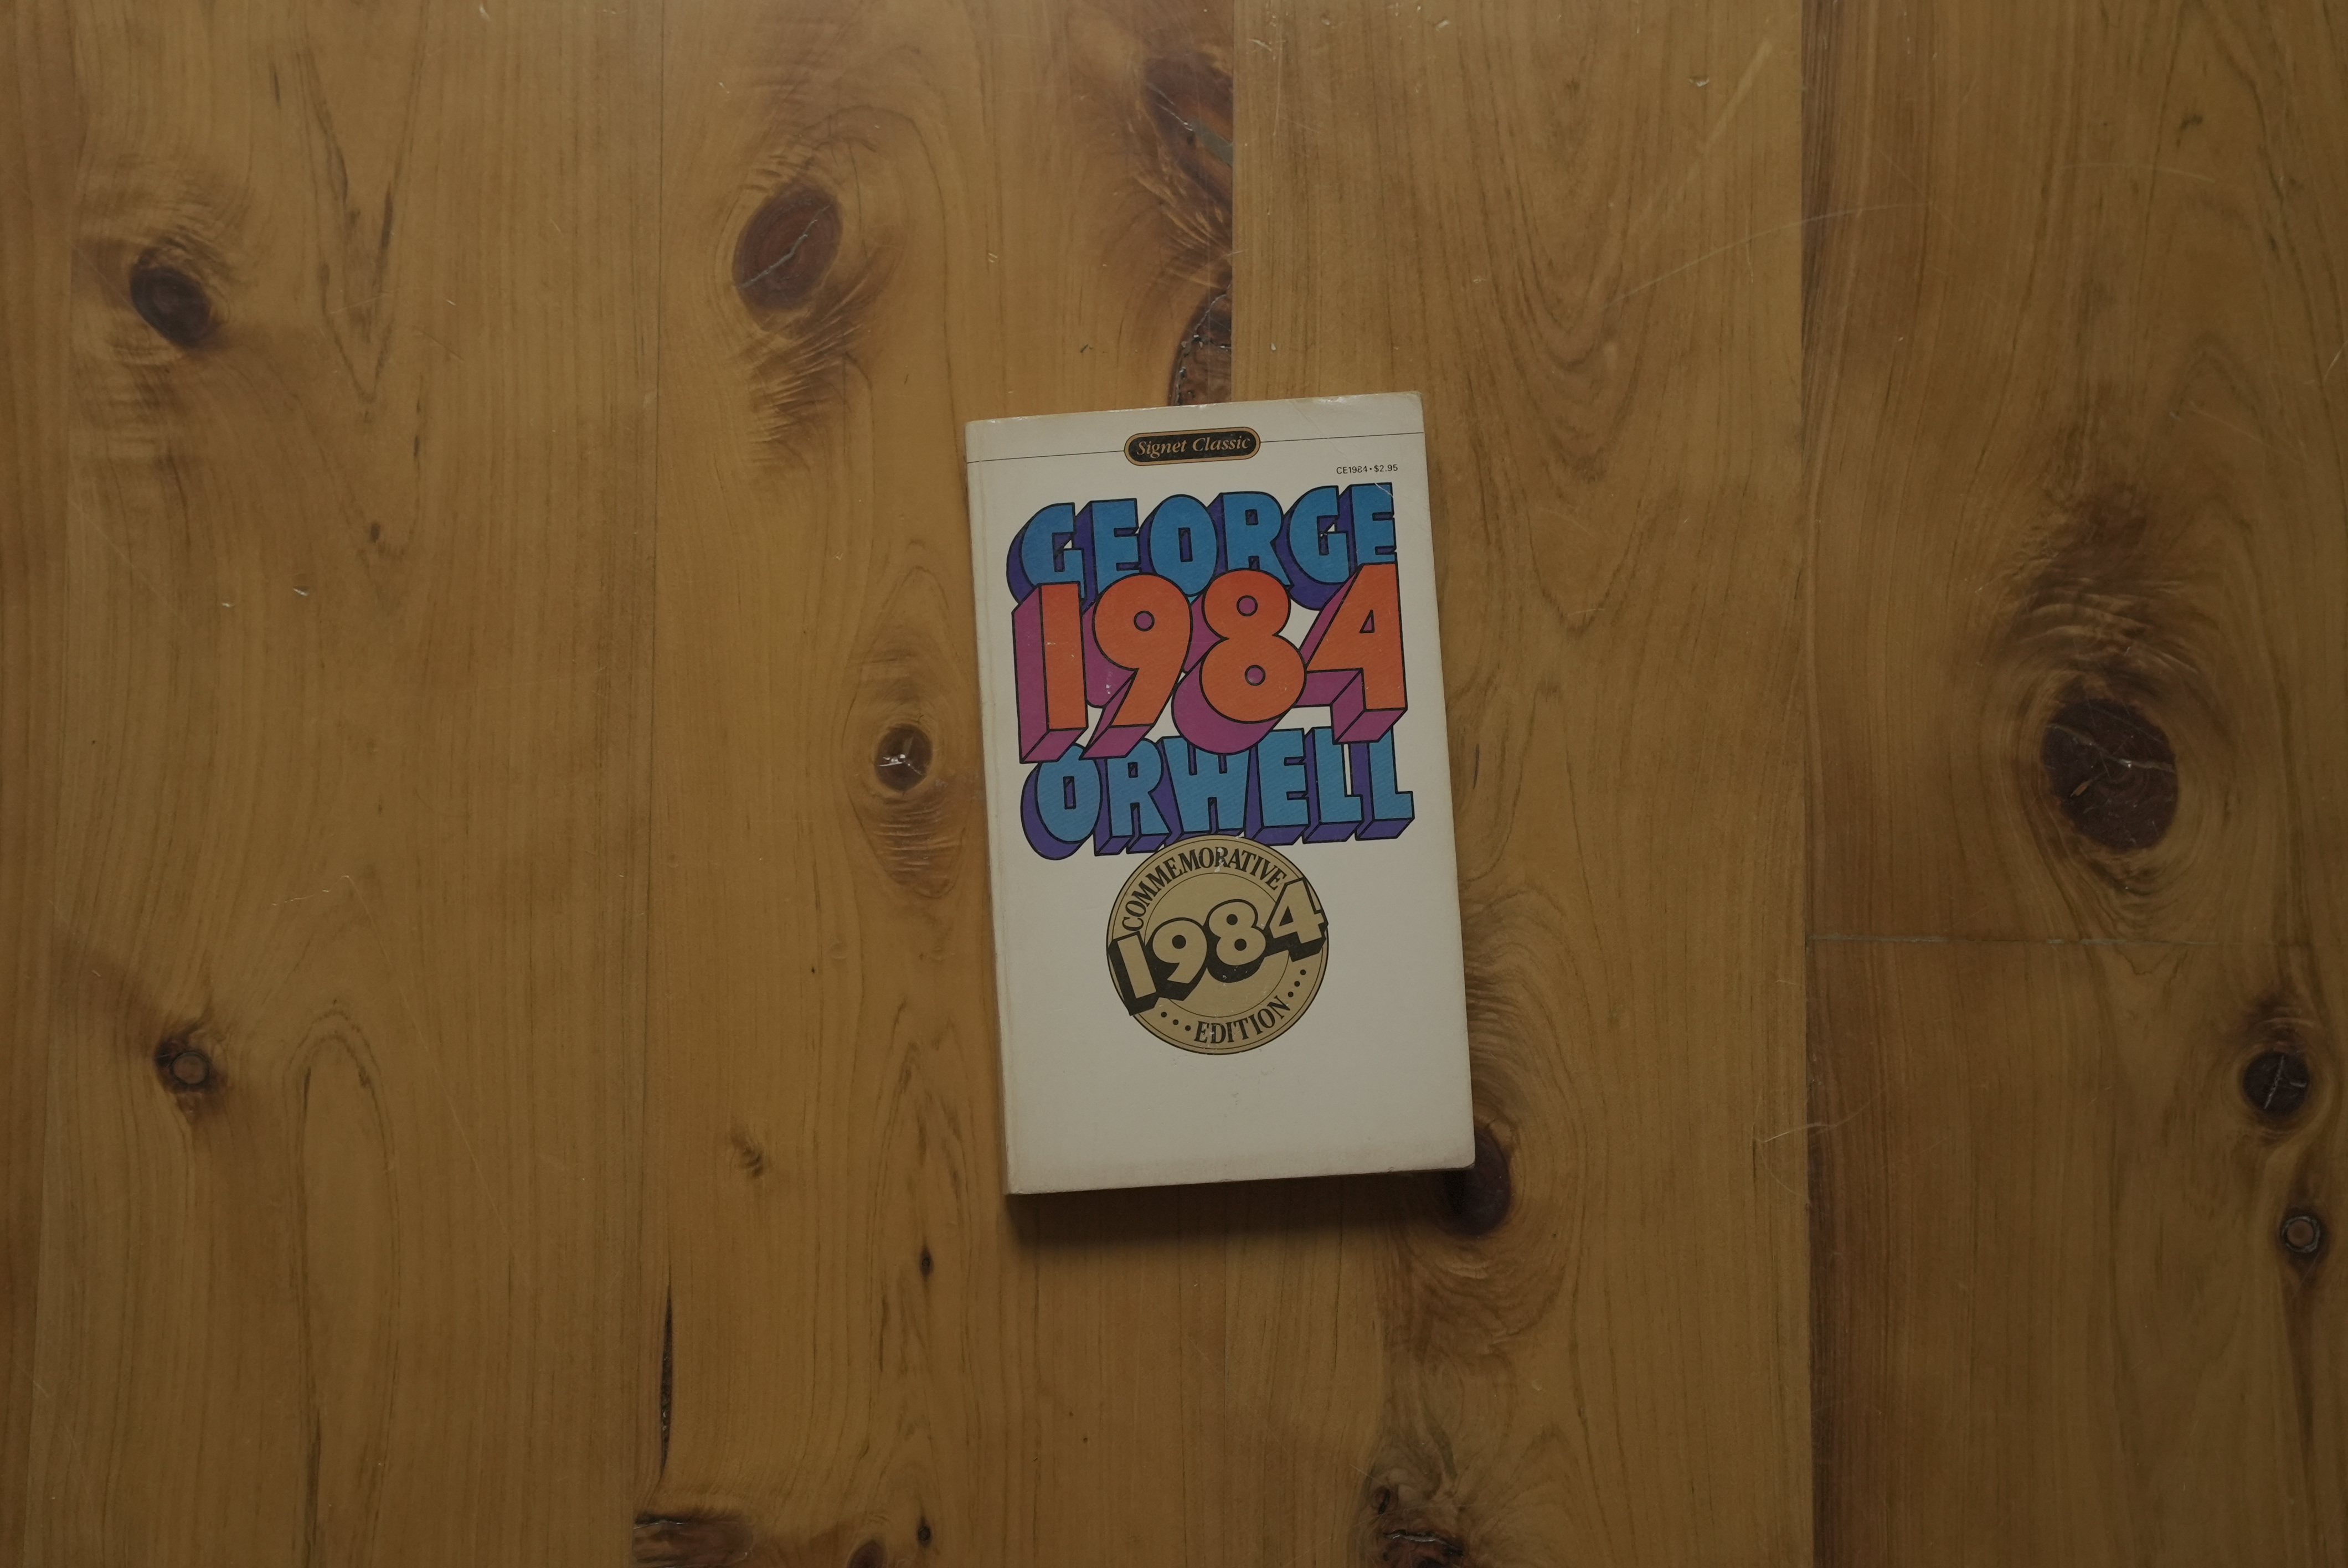 Signet Classic
CE1984 • $2.95
GEORGE
1984
ORWELL
COMMEMORATIVE
1984
EDITION